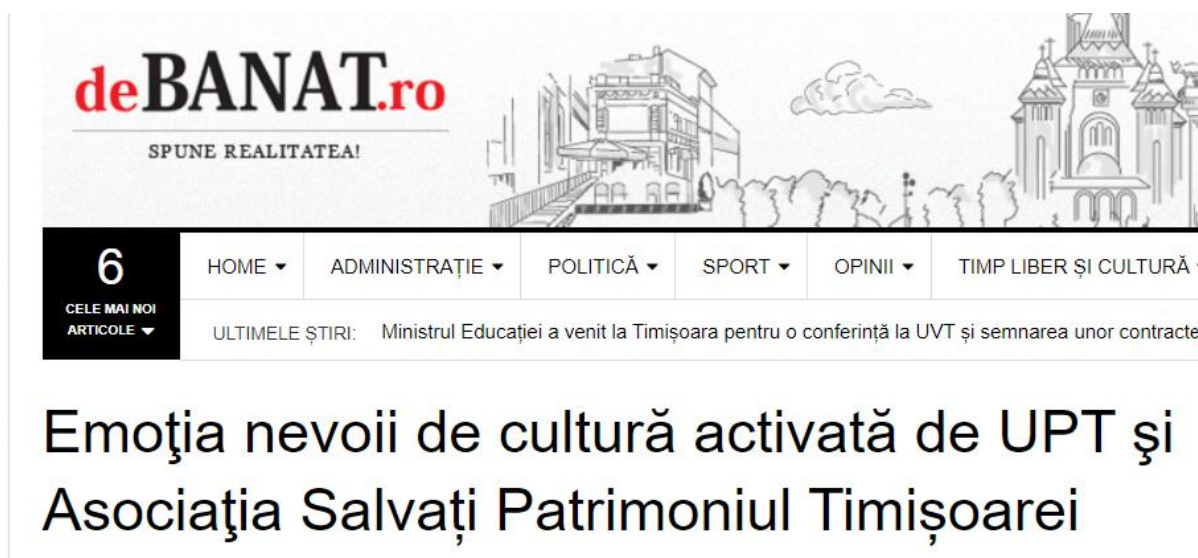 deBANAT.ro
SPUNE REALITATEA!
6
CELE MAI NOI
ARTICOLE
HOME ADMINISTRAȚIE POLITICĂ SPORT OPINII TIMP LIBER ȘI CULTURĂ
ULTIMELE ȘTIRI: Ministrul Educației a venit la Timișoara pentru o conferință la UVT și semnarea unor contracte
Emoţia nevoii de cultură activată de UPT şi
Asociaţia Salvați Patrimoniul Timișoarei